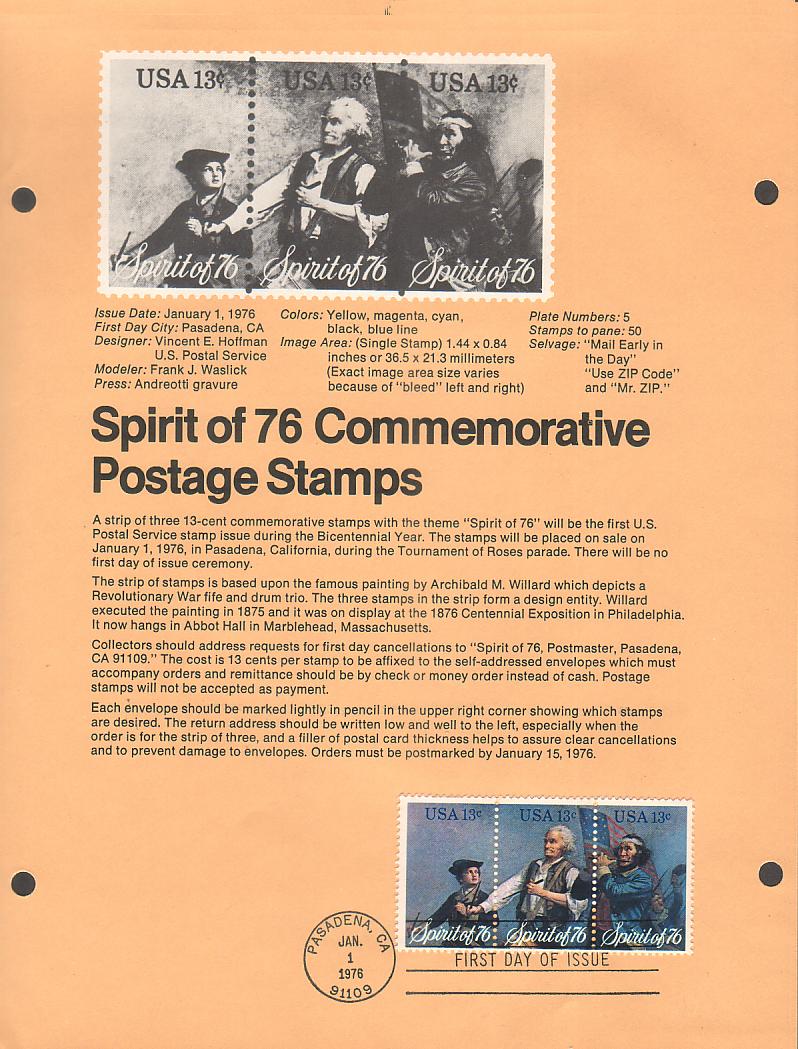 USA 13¢ USA 13¢ USA 13¢
Spirit of 76 Spirit of 76 Spirit of 76
Issue Date: January 1, 1976
First Day City: Pasadena, CA
Designer: Vincent E. Hoffman
U.S. Postal Service
Modeler: Frank J. Waslick
Press: Andreotti gravure
Colors: Yellow, magenta, cyan,
black, blue line
Image Area: (Single Stamp) 1.44 x 0.84
inches or 36.5 x 21.3 millimeters
(Exact image area size varies
because of "bleed" left and right)
Plate Numbers: 5
Stamps to pane: 50
Selvage: "Mail Early in
the Day"
"Use ZIP Code"
and "Mr. ZIP."
Spirit of 76 Commemorative
Postage Stamps
A strip of three 13-cent commemorative stamps with the theme "Spirit of 76" will be the first U.S.
Postal Service stamp issue during the Bicentennial Year. The stamps will be placed on sale on
January 1, 1976, in Pasadena, California, during the Tournament of Roses parade. There will be no
first day of issue ceremony.
The strip of stamps is based upon the famous painting by Archibald M. Willard which depicts a
Revolutionary War fife and drum trio. The three stamps in the strip form a design entity. Willard
executed the painting in 1875 and it was on display at the 1876 Centennial Exposition in Philadelphia.
It now hangs in Abbot Hall in Marblehead, Massachusetts.
Collectors should address requests for first day cancellations to "Spirit of 76, Postmaster, Pasadena,
CA 91109." The cost is 13 cents per stamp to be affixed to the self-addressed envelopes which must
accompany orders and remittance should be by check or money order instead of cash. Postage
stamps will not be accepted as payment.
Each envelope should be marked lightly in pencil in the upper right corner showing which stamps
are desired. The return address should be written low and well to the left, especially when the
order is for the strip of three, and a filler of postal card thickness helps to assure clear cancellations
and to prevent damage to envelopes. Orders must be postmarked by January 15, 1976.
USA 13¢ USA 13¢ USA 13¢
Spirit of 76 Spirit of 76 Spirit of 76
PASADENA, CA
JAN.
1
1976
91109
FIRST DAY OF ISSUE